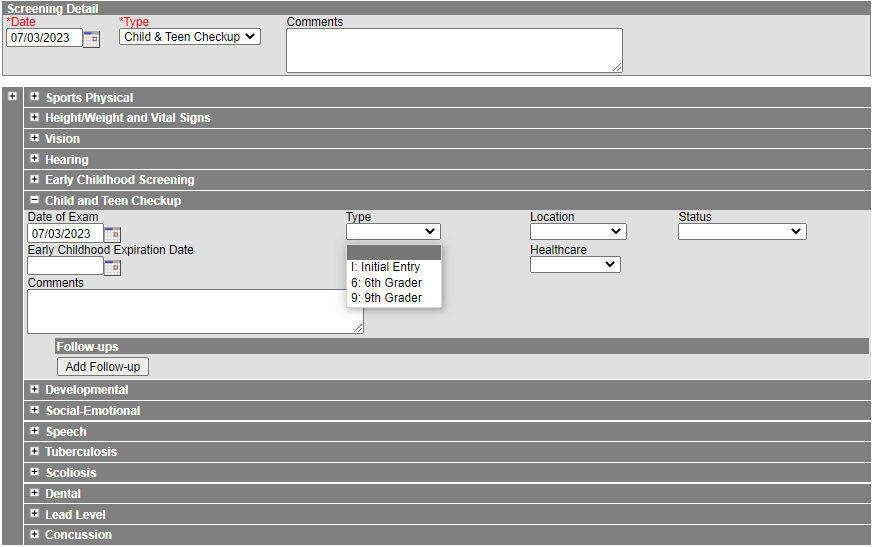 Screening Detail
*Date *Type Comments
07/03/2023 Child & Teen Checkup
Sports Physical
Height/Weight and Vital Signs
Vision
Hearing
Early Childhood Screening
Child and Teen Checkup
Date of Exam Type Location Status
07/03/2023
Early Childhood Expiration Date Healthcare
I: Initial Entry
6: 6th Grader
9: 9th Grader
Comments
Follow-ups
Add Follow-up
Developmental
Social-Emotional
Speech
Tuberculosis
Scoliosis
Dental
Lead Level
Concussion